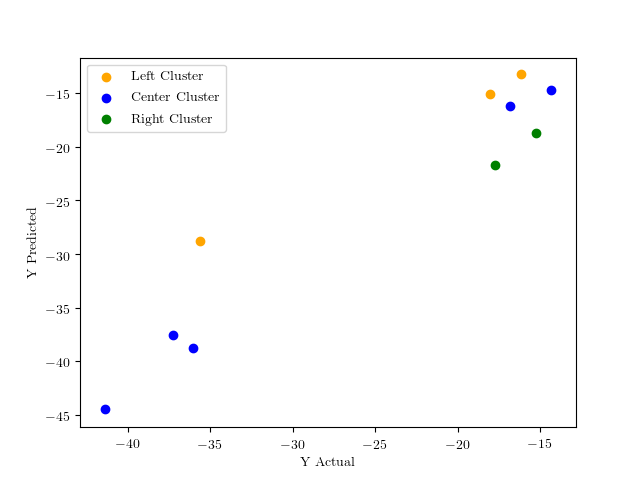 Left Cluster
Center Cluster
Right Cluster
−15
−20
−25
−30
−35
−40
−45
Y Predicted
−40
−35
−30
−25
−20
−15
Y Actual